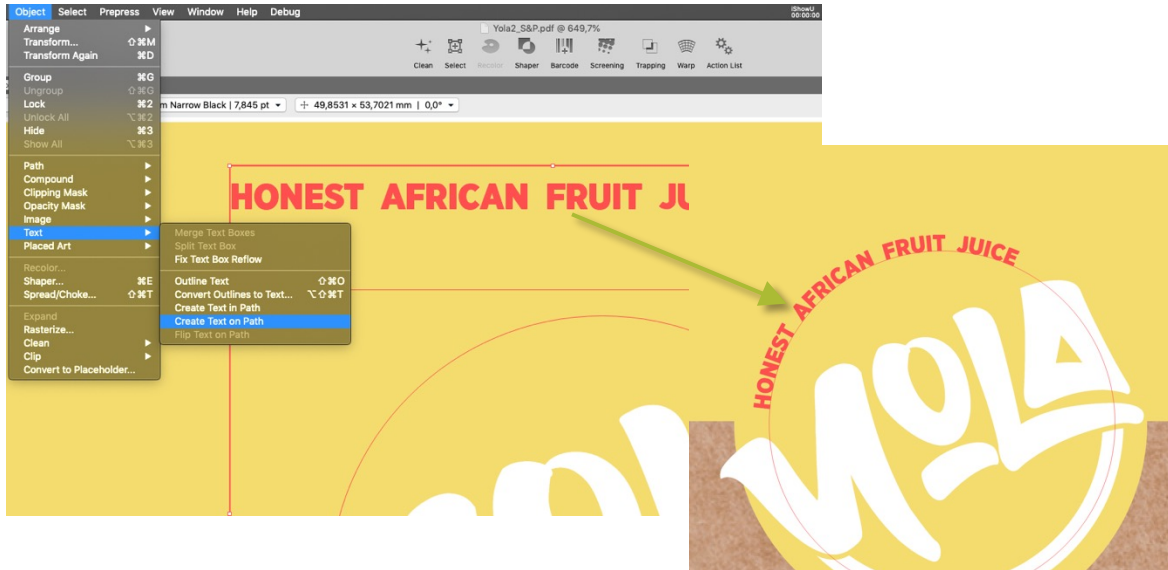 Object Select Prepress View Window Help Debug
iShowU
00:00:00
Arrange
Transform... ⇧⌘M
Transform Again ⌘D
Group ⌘G
Ungroup ⇧⌘G
Lock ⌘2
Unlock All ⌥⌘2
Hide ⌘3
Show All ⌥⌘3
Path
Compound
Clipping Mask
Opacity Mask
Image
Text
Placed Art
Recolor...
Shaper... ⌘E
Spread/Choke... ⇧⌘T
Expand
Rasterize...
Clean
Clip
Convert to Placeholder...
Merge Text Boxes
Split Text Box
Fix Text Box Reflow
Outline Text ⇧⌘O
Convert Outlines to Text... ⌥⇧⌘T
Create Text in Path
Create Text on Path
Flip Text on Path
Yola2_S&P.pdf @ 649,7%
Clean Select Recolor Shaper Barcode Screening Trapping Warp Action List
m Narrow Black | 7,845 pt 49,8531 × 53,7021 mm | 0,0°
HONEST AFRICAN FRUIT JU
HONEST AFRICAN FRUIT JUICE
YOLA